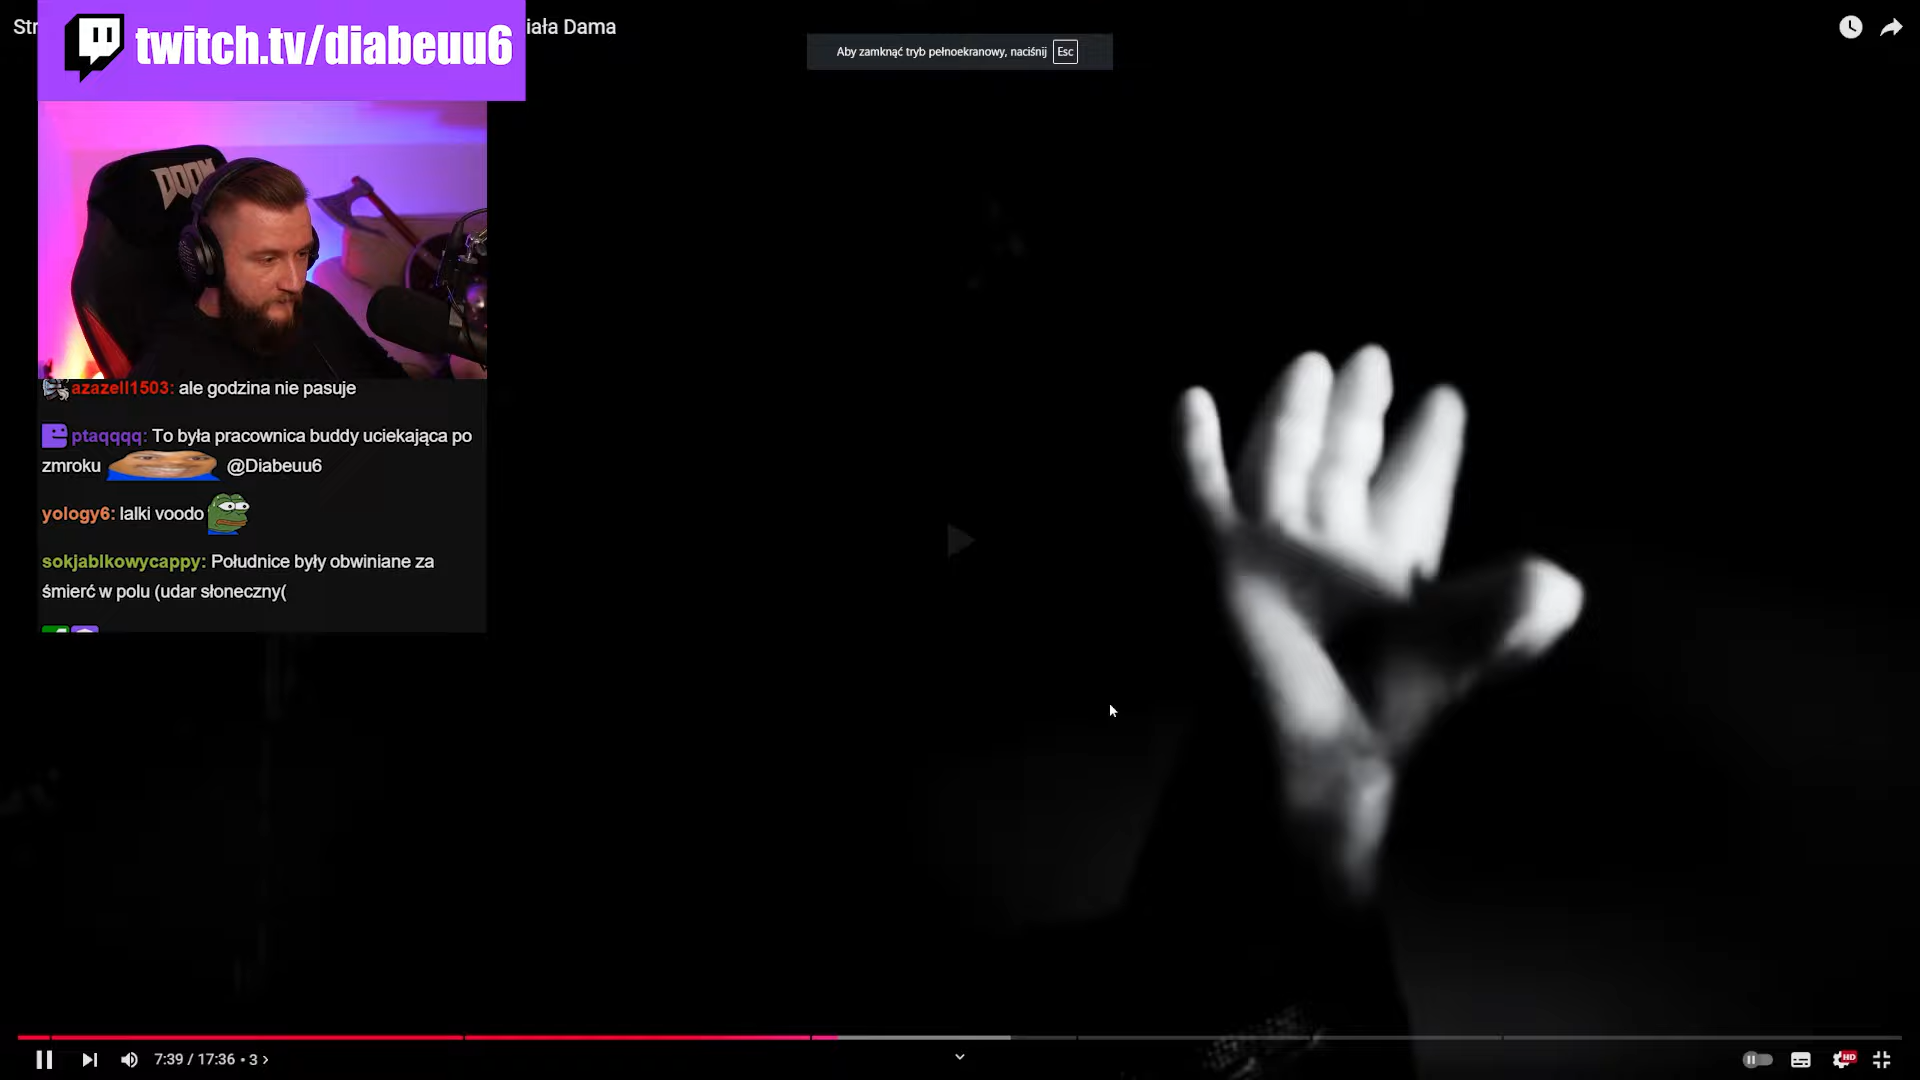 Str
iała Dama
twitch.tv/diabeuu6
Aby zamknąć tryb pełnoekranowy, naciśnij Esc
DOOM
azazell1503: ale godzina nie pasuje
ptaqqqq: To była pracownica buddy uciekająca po
zmroku @Diabeuu6
yology6: lalki voodo
sokjablkowycappy: Południce były obwiniane za
śmierć w polu (udar słoneczny(
7:39 / 17:36 • 3 ›
HD